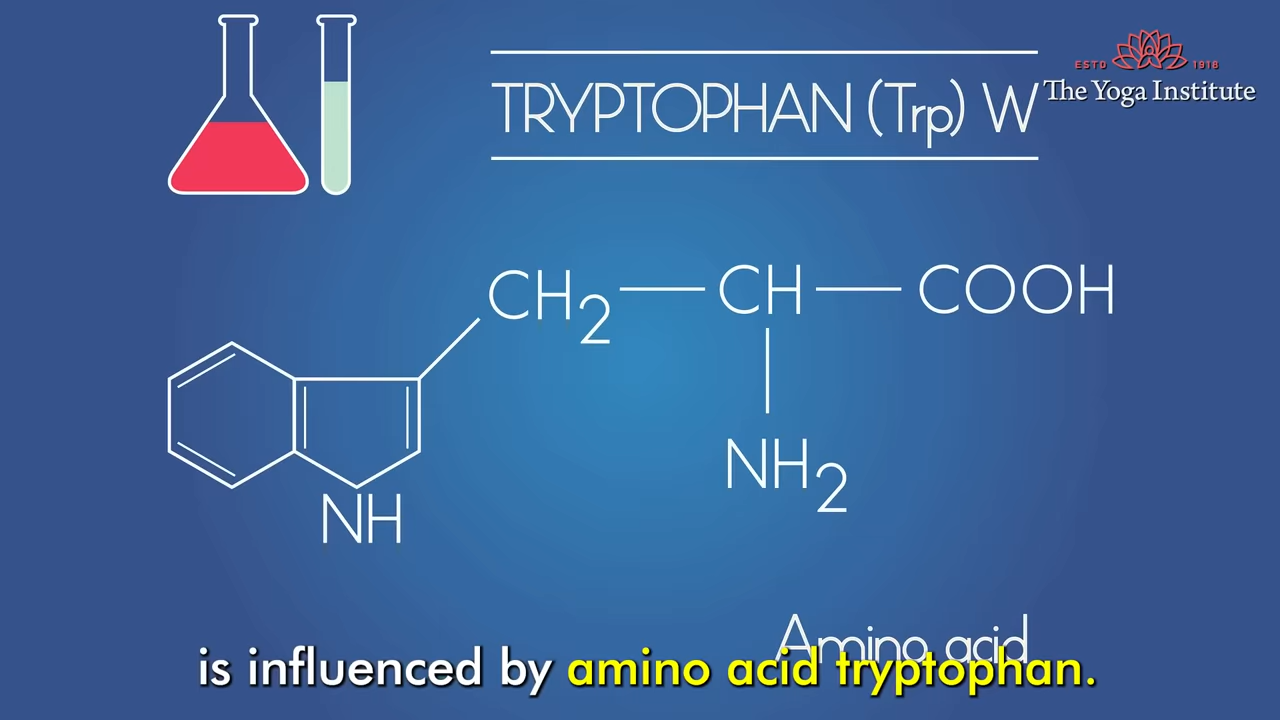 ESTD 1918
The Yoga Institute
TRYPTOPHAN (Trp) W
CH2 CH COOH
NH2
NH
Amino acid
is influenced by amino acid tryptophan.